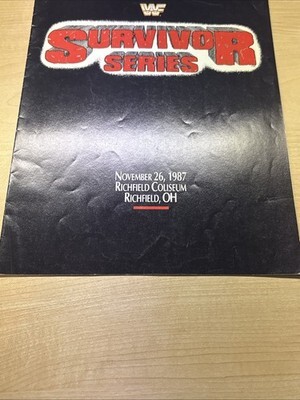 WF
SURVIVOR
SERIES
NOVEMBER 26, 1987
RICHFIELD COLISEUM
RICHFIELD, OH